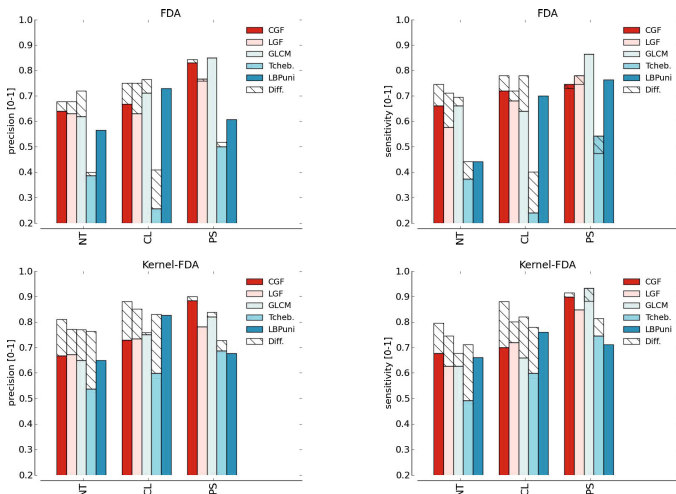 FDA
precision [0-1]
1.0
0.9
0.8
0.7
0.6
0.5
0.4
0.3
0.2
NT
CL
PS
CGF
LGF
GLCM
Tcheb.
LBPuni
Diff.
FDA
sensitivity [0-1]
1.0
0.9
0.8
0.7
0.6
0.5
0.4
0.3
0.2
NT
CL
PS
CGF
LGF
GLCM
Tcheb.
LBPuni
Diff.
Kernel-FDA
precision [0-1]
1.0
0.9
0.8
0.7
0.6
0.5
0.4
0.3
0.2
NT
CL
PS
CGF
LGF
GLCM
Tcheb.
LBPuni
Diff.
Kernel-FDA
sensitivity [0-1]
1.0
0.9
0.8
0.7
0.6
0.5
0.4
0.3
0.2
NT
CL
PS
CGF
LGF
GLCM
Tcheb.
LBPuni
Diff.